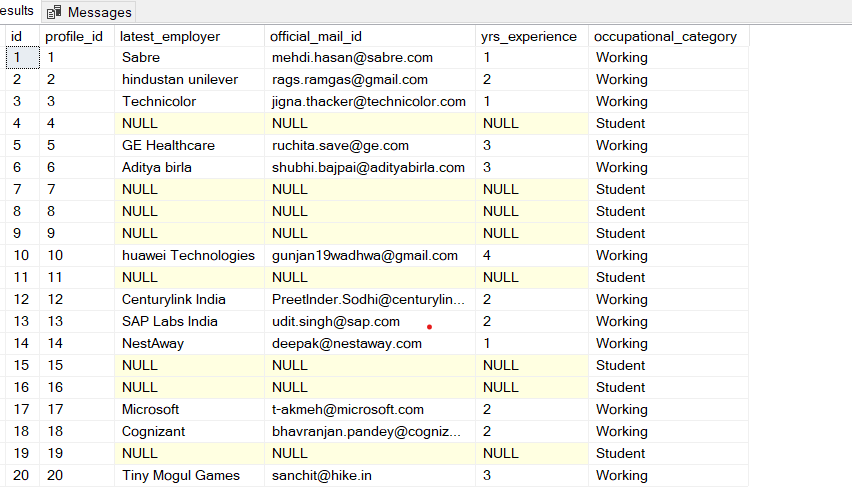 esults Messages
id profile_id latest_employer official_mail_id yrs_experience occupational_category
1 1 Sabre mehdi.hasan@sabre.com 1 Working
2 2 hindustan unilever rags.ramgas@gmail.com 2 Working
3 3 Technicolor jigna.thacker@technicolor.com 1 Working
4 4 NULL NULL NULL Student
5 5 GE Healthcare ruchita.save@ge.com 3 Working
6 6 Aditya birla shubhi.bajpai@adityabirla.com 3 Working
7 7 NULL NULL NULL Student
8 8 NULL NULL NULL Student
9 9 NULL NULL NULL Student
10 10 huawei Technologies gunjan19wadhwa@gmail.com 4 Working
11 11 NULL NULL NULL Student
12 12 Centurylink India PreetInder.Sodhi@centurylin... 2 Working
13 13 SAP Labs India udit.singh@sap.com 2 Working
14 14 NestAway deepak@nestaway.com 1 Working
15 15 NULL NULL NULL Student
16 16 NULL NULL NULL Student
17 17 Microsoft t-akmeh@microsoft.com 2 Working
18 18 Cognizant bhavranjan.pandey@cogniz... 2 Working
19 19 NULL NULL NULL Student
20 20 Tiny Mogul Games sanchit@hike.in 3 Working